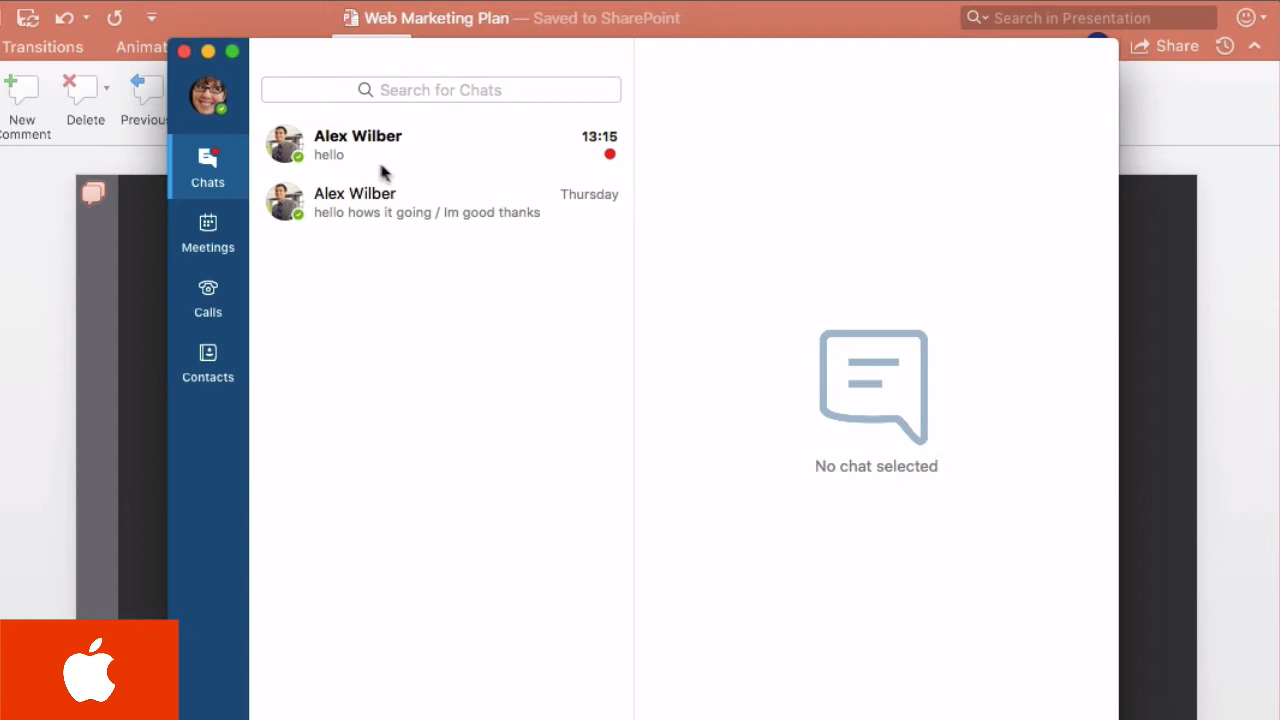 Web Marketing Plan — Saved to SharePoint
Search in Presentation
Transitions
Animat
Share
New
Comment
Delete
Previous
Search for Chats
Alex Wilber
13:15
hello
Alex Wilber
Thursday
hello hows it going / Im good thanks
Chats
Meetings
Calls
Contacts
No chat selected